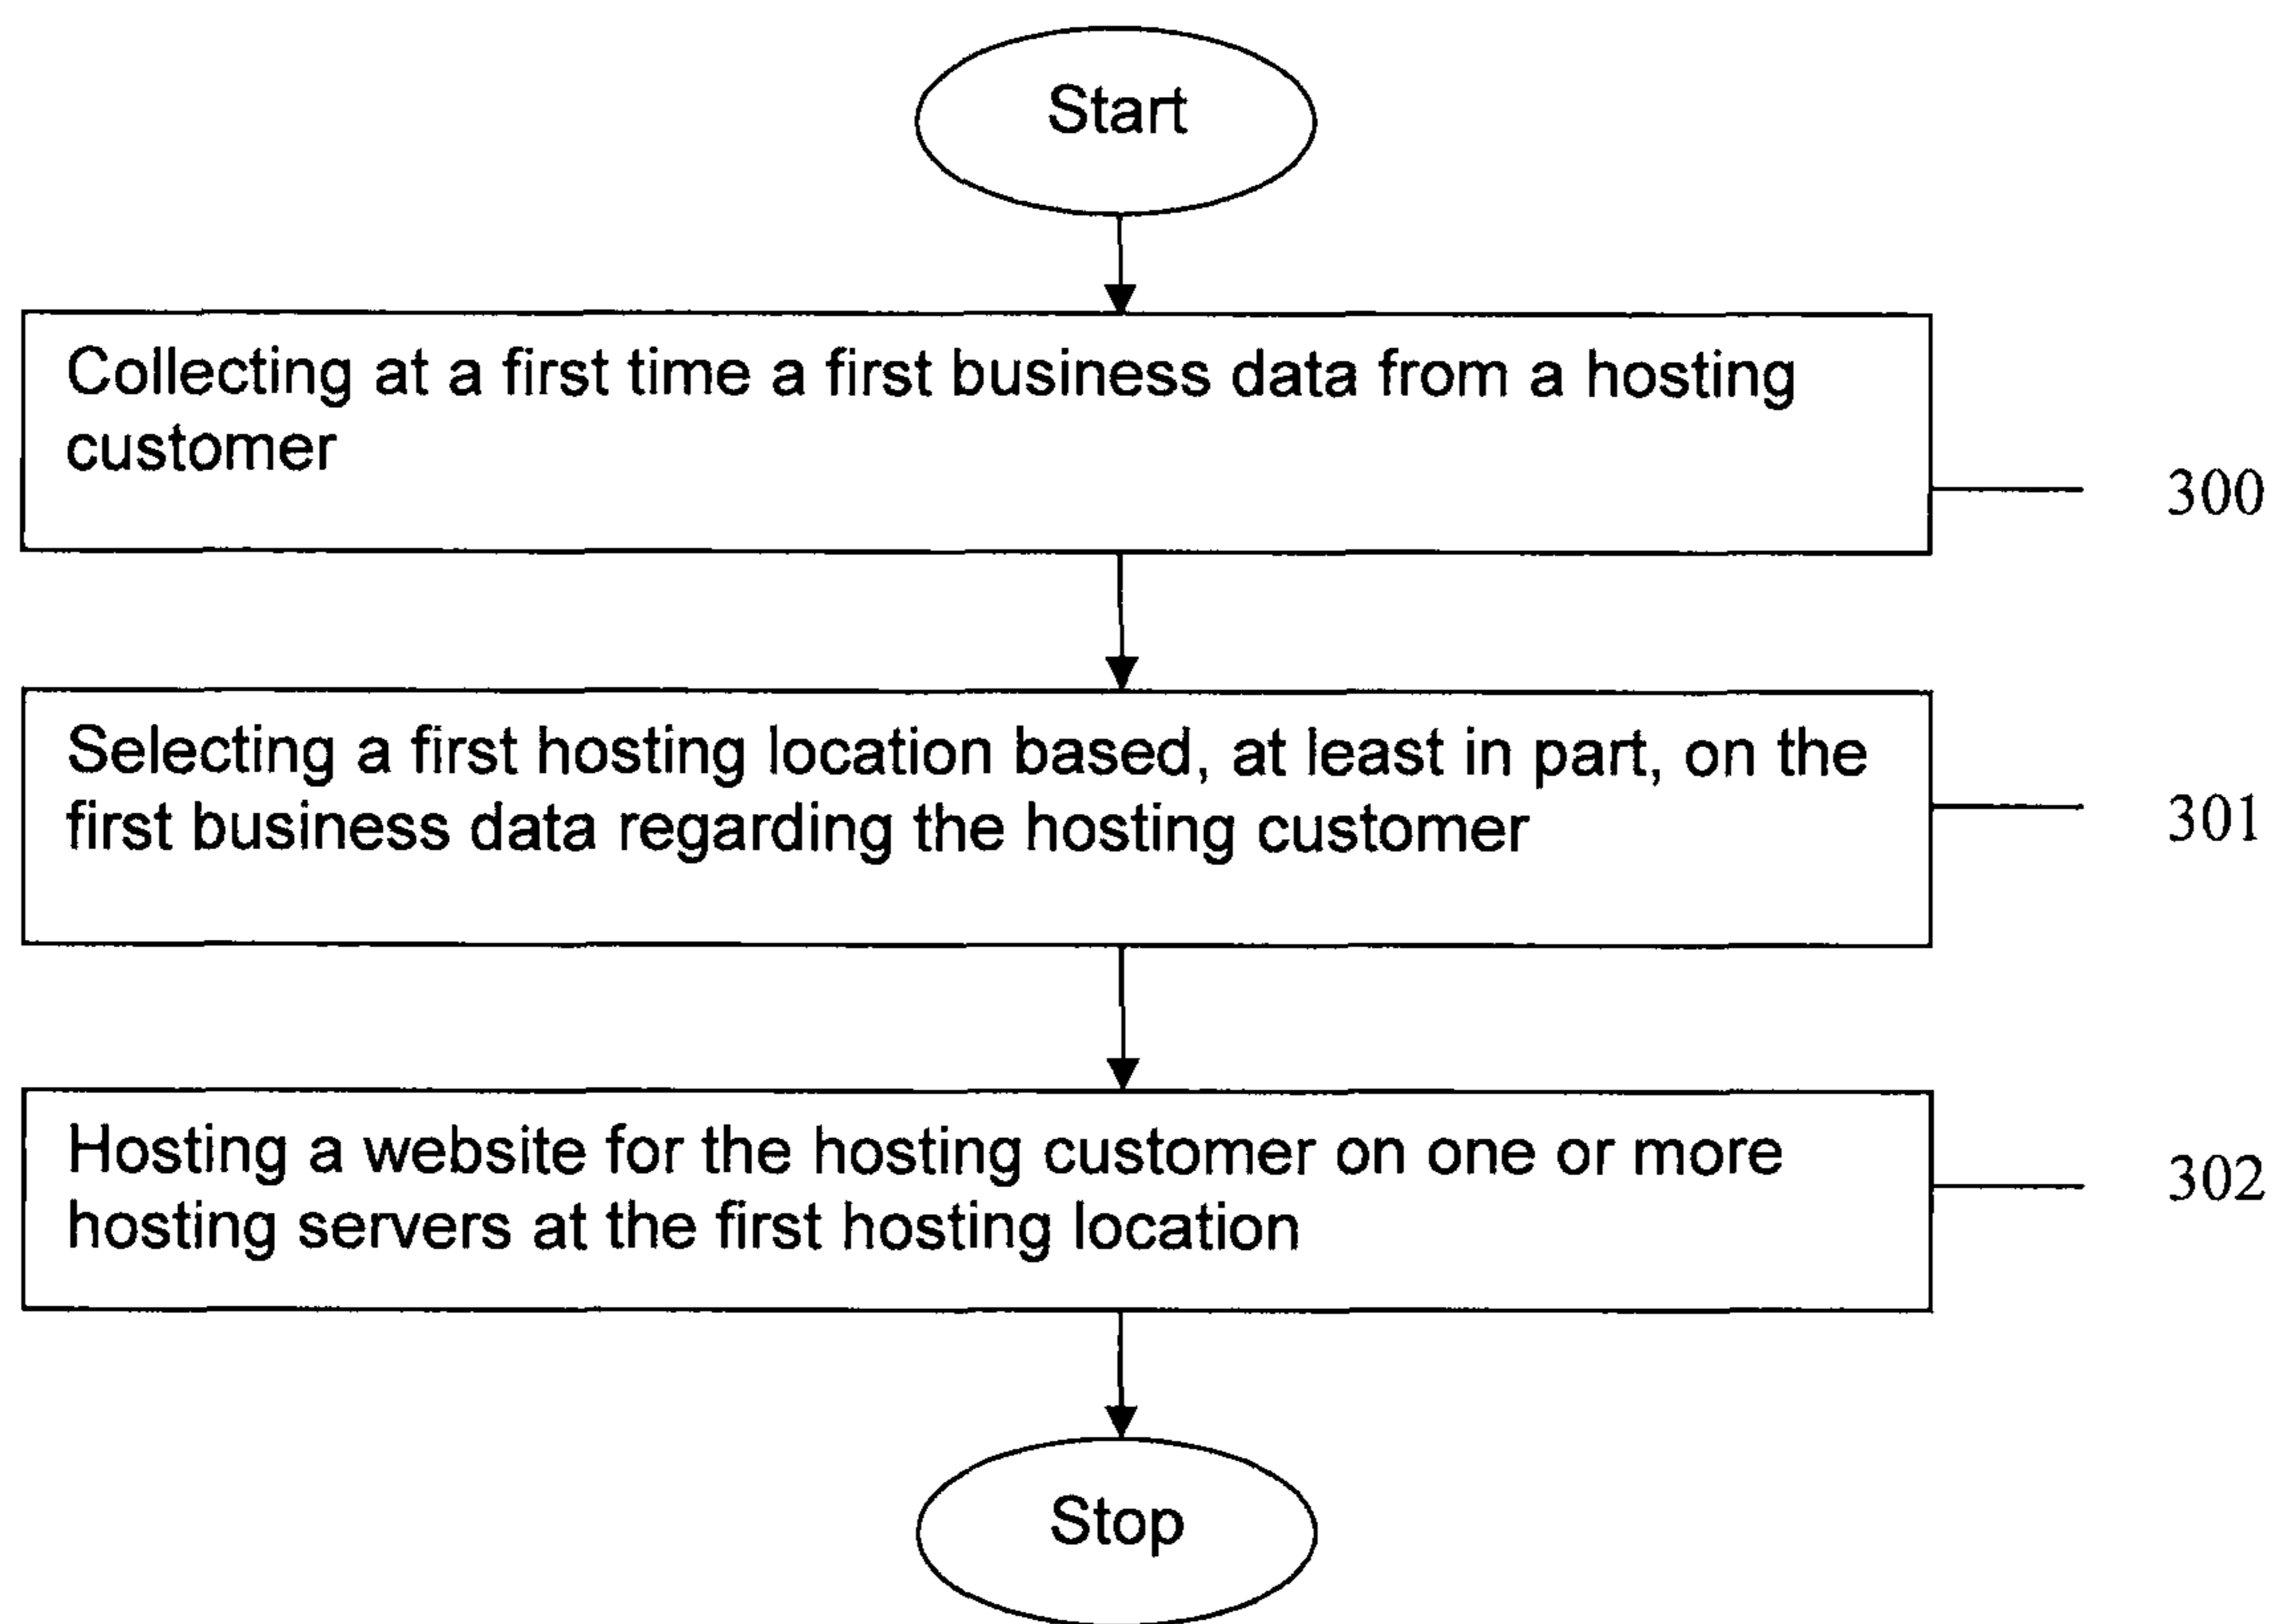 Start
Collecting at a first time a first business data from a hosting
customer
300
Selecting a first hosting location based, at least in part, on the
first business data regarding the hosting customer
301
Hosting a website for the hosting customer on one or more
hosting servers at the first hosting location
302
Stop